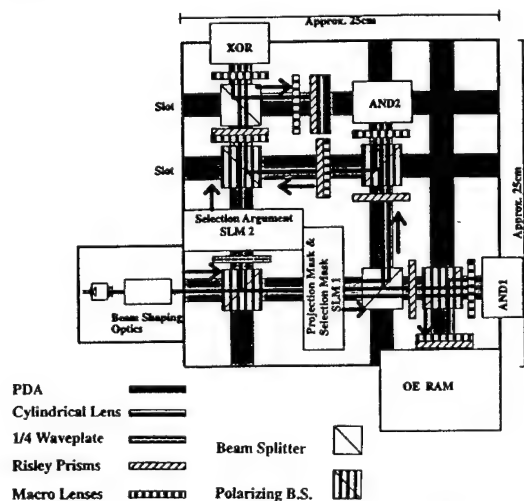 Approx. 25cm
XOR
Slot
AND2
Slot
Approx. 25cm
Selection Argument
SLM 2
Projection Mask &
Selection Mask
SLM 1
Beam Shaping
Optics
AND1
OE RAM
PDA
Cylindrical Lens
1/4 Waveplate
Risley Prisms
Macro Lenses
Beam Splitter
Polarizing B.S.